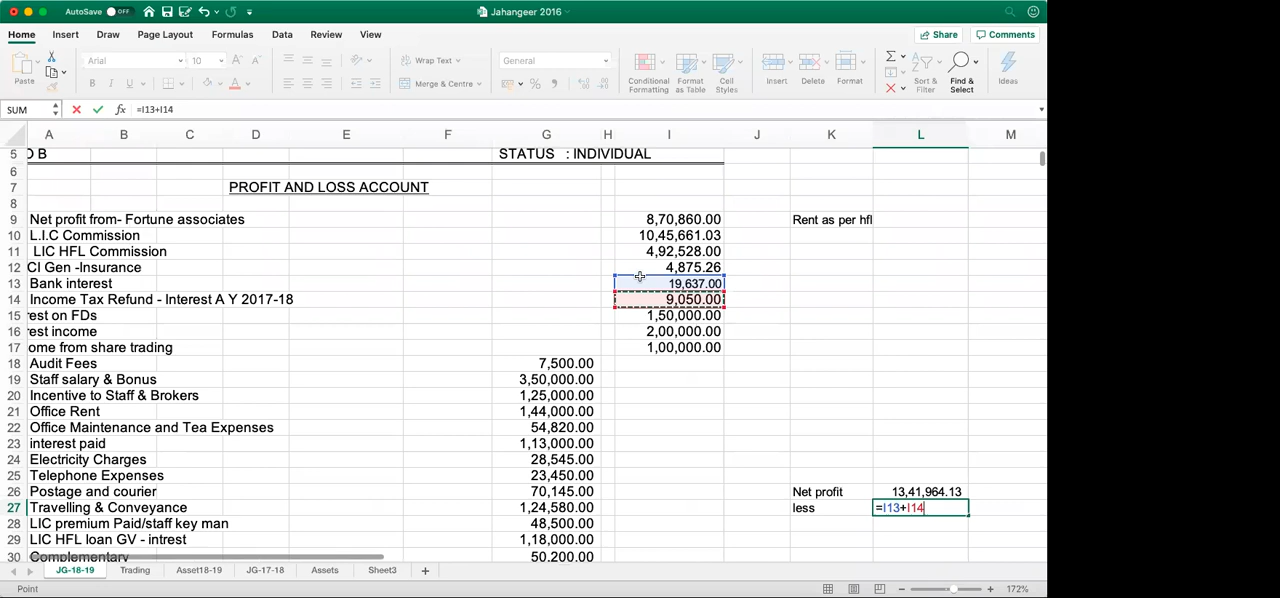 AutoSave OFF Jahangeer 2016
Home Insert Draw Page Layout Formulas Data Review View Share Comments
Paste Arial 10 Wrap Text Merge & Centre General Conditional Formatting Format as Table Cell Styles Insert Delete Format Sort & Filter Find & Select Ideas
SUM fx =I13+I14
A B C D E F G H I J K L M
5 O B STATUS : INDIVIDUAL
6
7 PROFIT AND LOSS ACCOUNT
8
9 Net profit from- Fortune associates 8,70,860.00 Rent as per hfl
10 L.I.C Commission 10,45,661.03
11 LIC HFL Commission 4,92,528.00
12 CI Gen -Insurance 4,875.26
13 Bank interest 19,637.00
14 Income Tax Refund - Interest A Y 2017-18 9,050.00
15 rest on FDs 1,50,000.00
16 rest income 2,00,000.00
17 ome from share trading 1,00,000.00
18 Audit Fees 7,500.00
19 Staff salary & Bonus 3,50,000.00
20 Incentive to Staff & Brokers 1,25,000.00
21 Office Rent 1,44,000.00
22 Office Maintenance and Tea Expenses 54,820.00
23 interest paid 1,13,000.00
24 Electricity Charges 28,545.00
25 Telephone Expenses 23,450.00
26 Postage and courier 70,145.00 Net profit 13,41,964.13
27 Travelling & Conveyance 1,24,580.00 less =I13+I14
28 LIC premium Paid/staff key man 48,500.00
29 LIC HFL loan GV - intrest 1,18,000.00
30 Complementary 50,200.00
JG-18-19 Trading Asset18-19 JG-17-18 Assets Sheet3 +
Point 172%